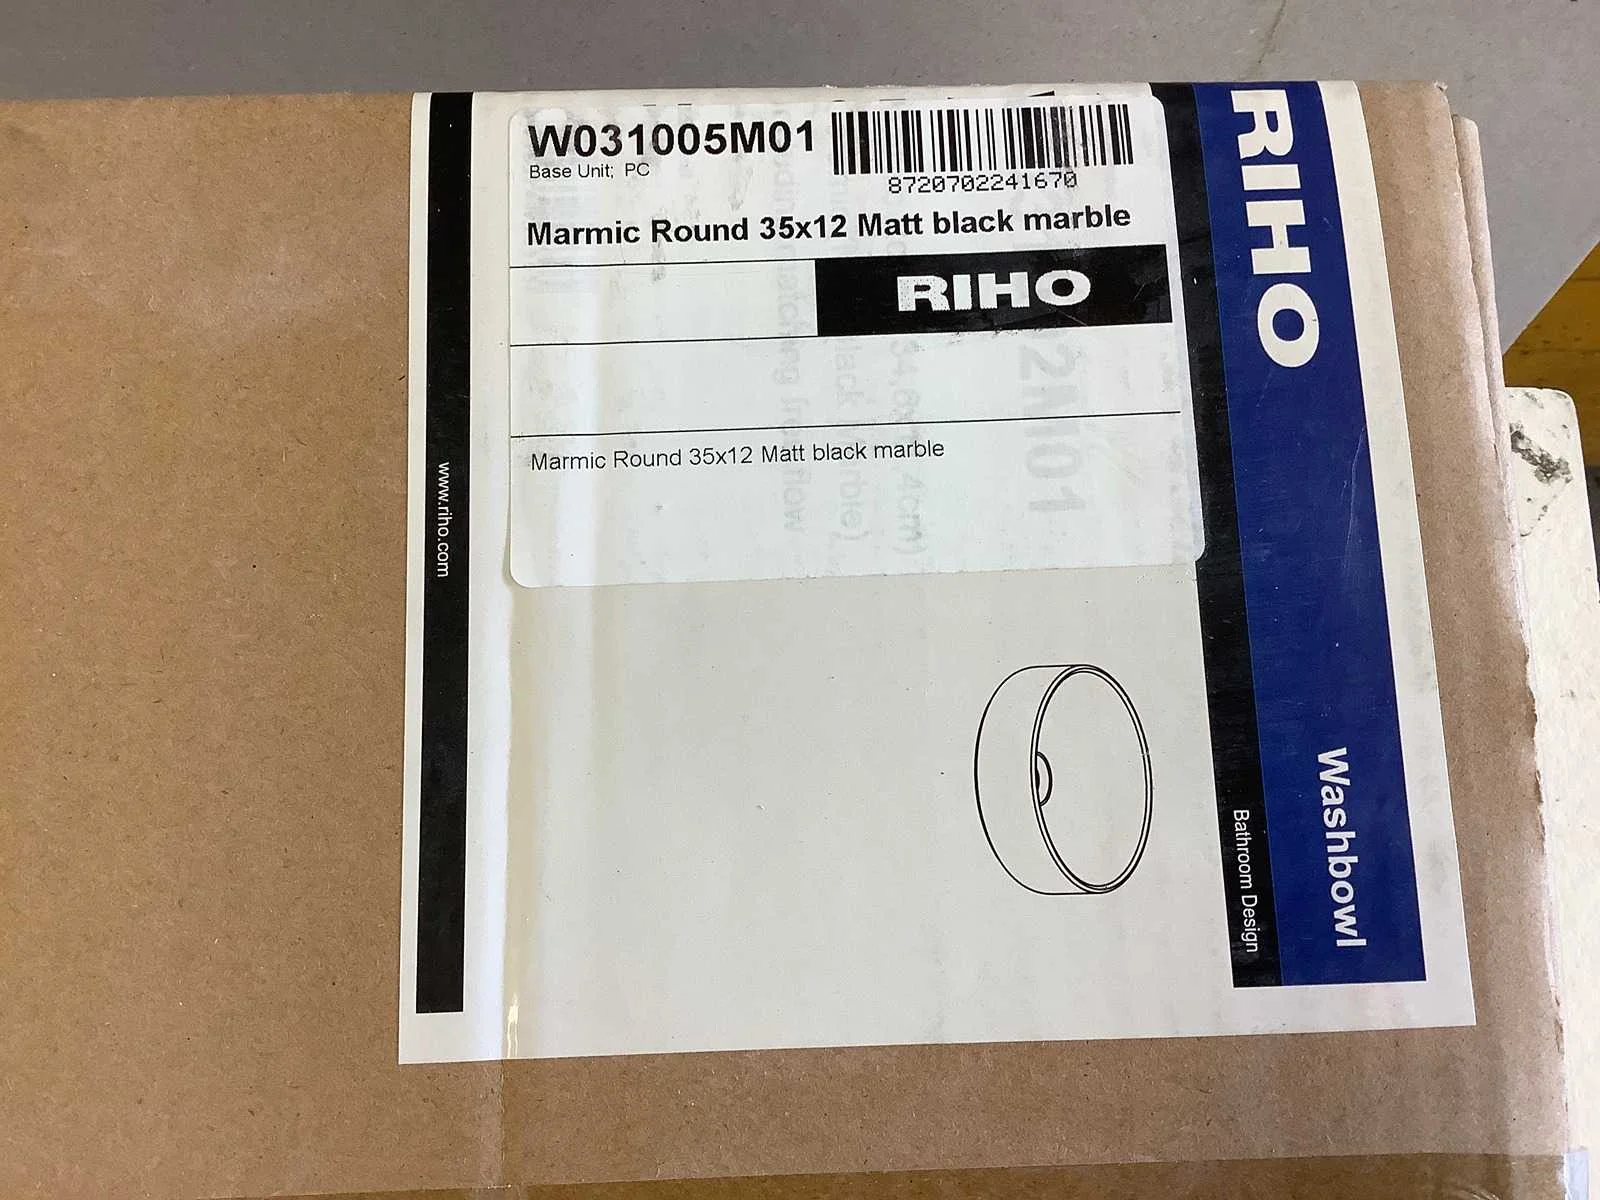 W031005M01
Base Unit; PC
8720702241670
Marmic Round 35x12 Matt black marble
RIHO
Marmic Round 35x12 Matt black marble
www.riho.com
RIHO
Washbowl
Bathroom Design